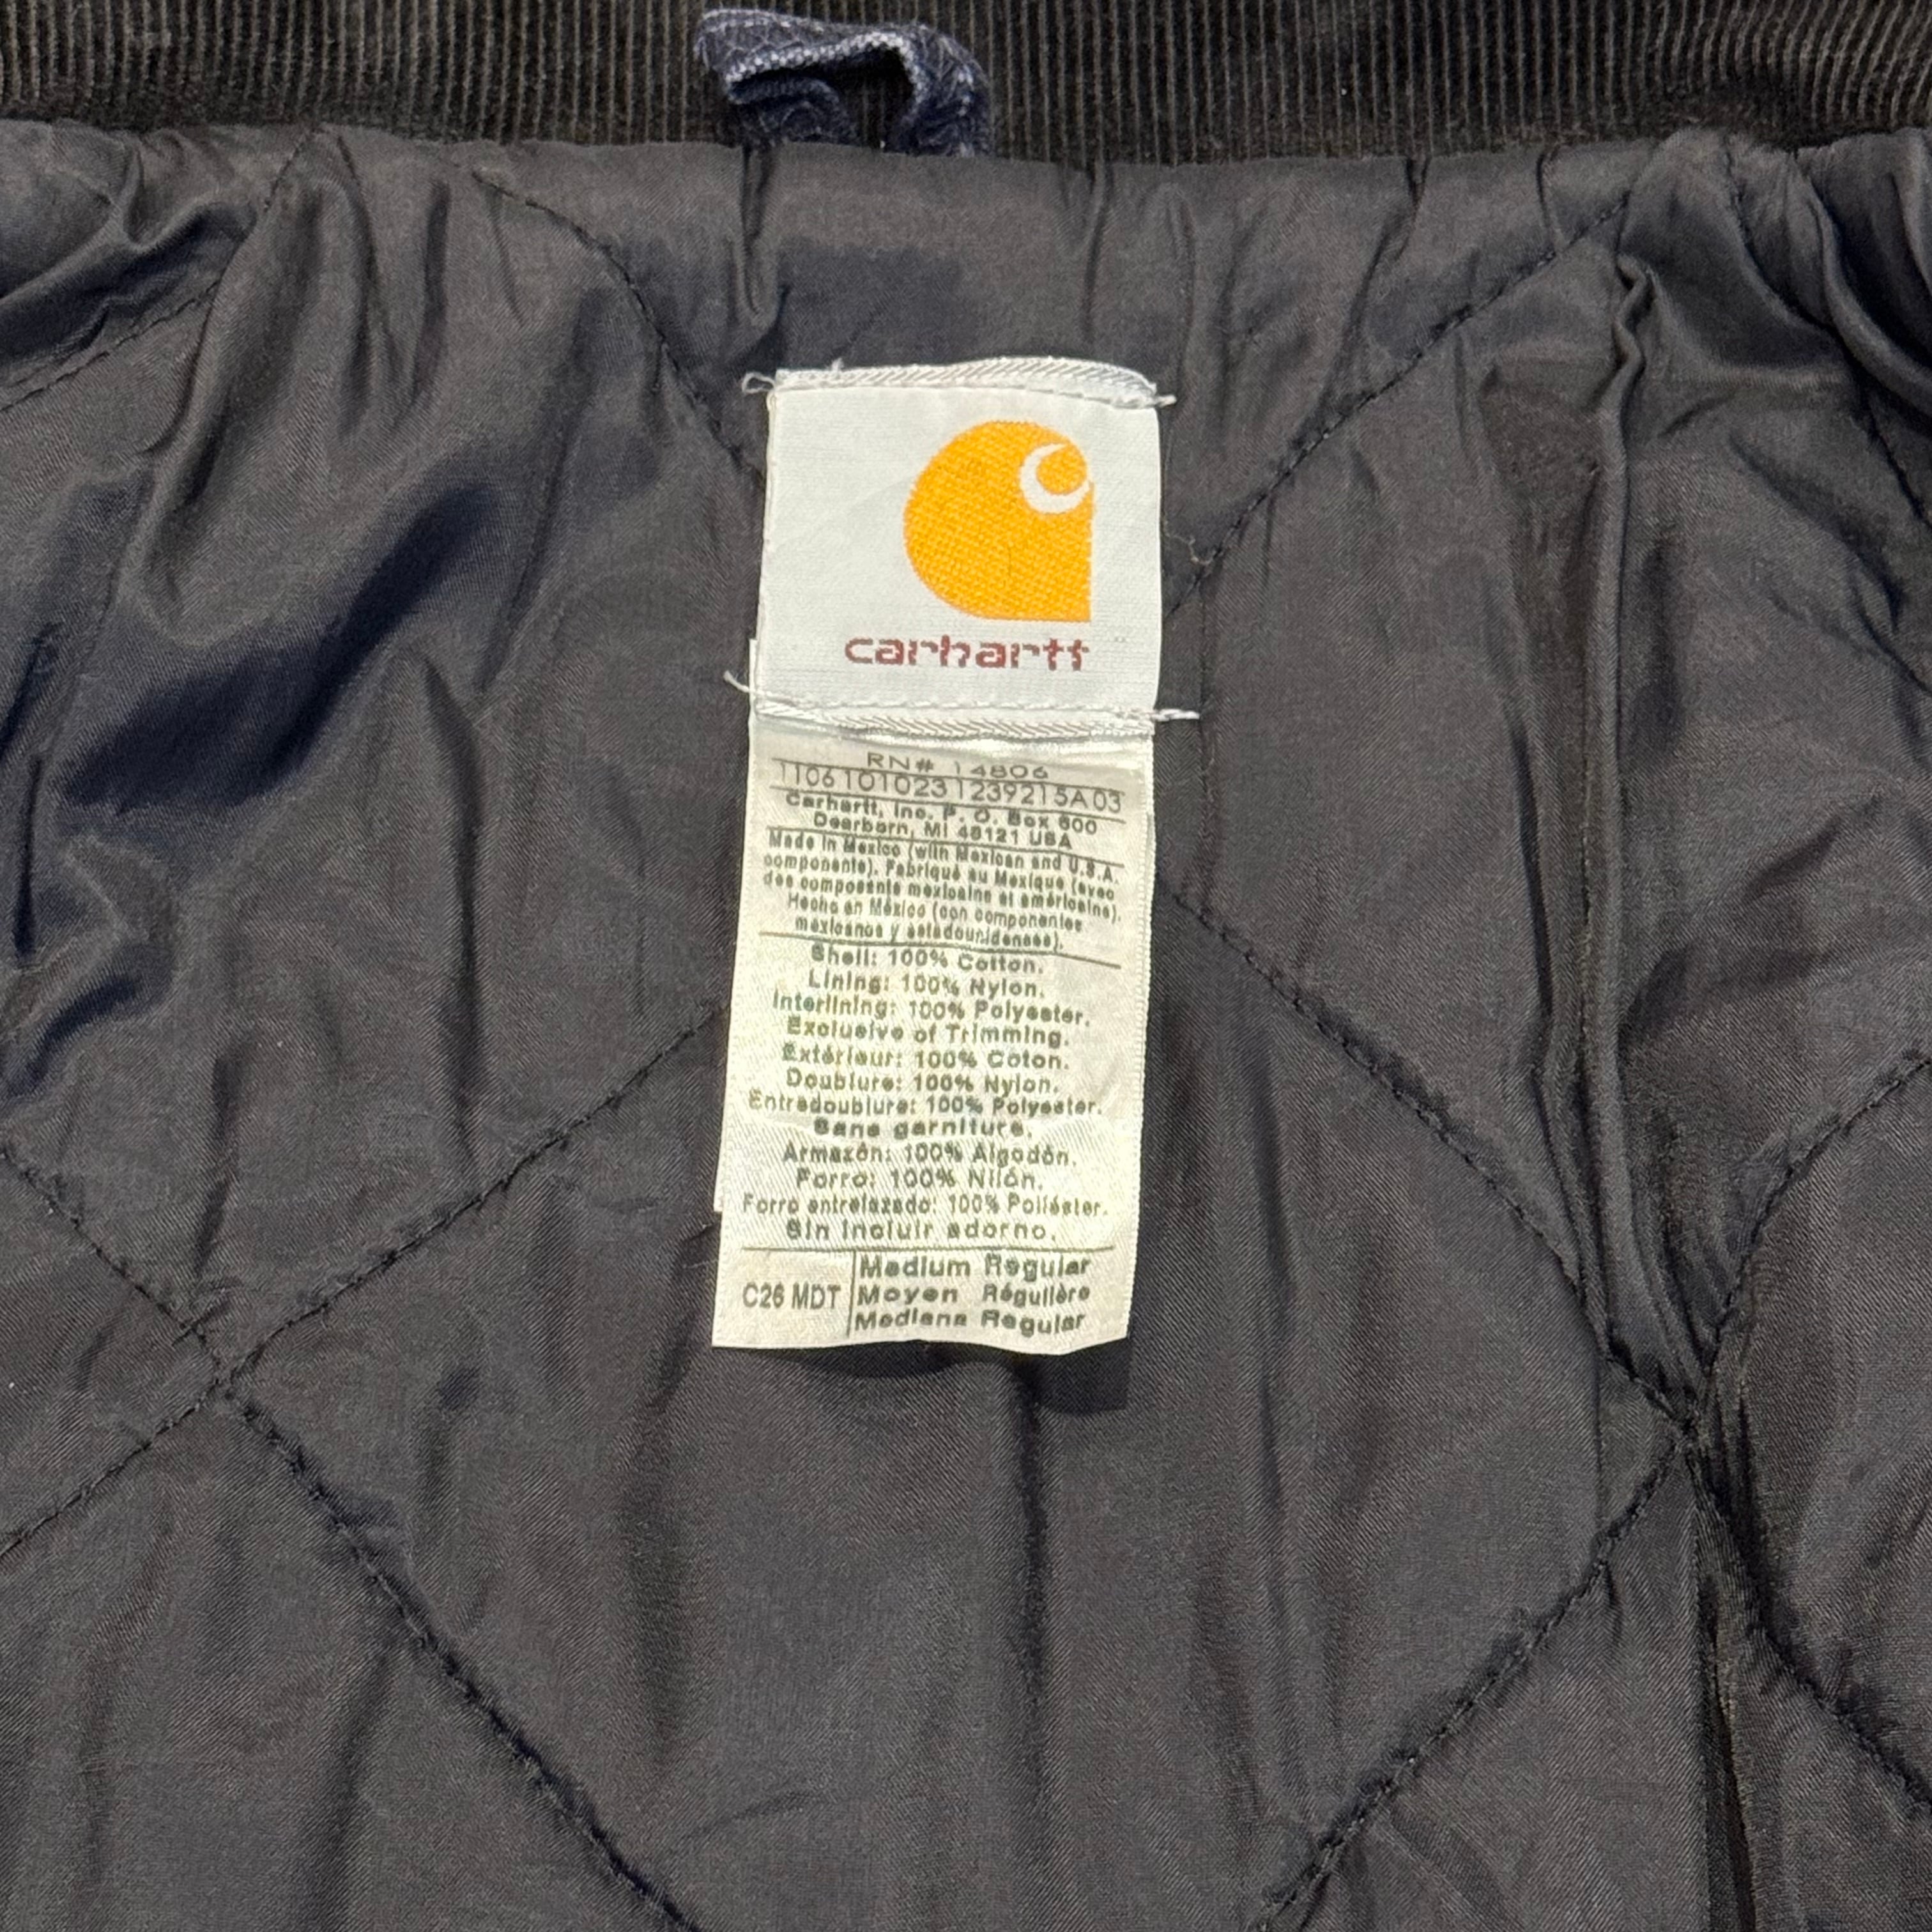 carhartt
RN# 14806
1106101023123921 5A03
Carhartt, Inc. P. O. Box 600
Dearborn, MI 48121 USA
Made in Mexico (with Mexican and U.S.A.
components). Fabriqué au Mexique (avec
des composants mexicains et américains).
Hecho en México (con componentes
mexicanos y estadounidenses).
Shell: 100% Cotton.
Lining: 100% Nylon.
Interlining: 100% Polyester.
Exclusive of Trimming.
Extérieur: 100% Coton.
Doublure: 100% Nylon.
Entredoublure: 100% Polyester.
Sans garniture.
Armazón: 100% Algodón.
Forro: 100% Nilón.
Forro entrelazado: 100% Poliéster.
Sin incluir adorno.
C26 MDT
Medium Regular
Moyen Régulière
Mediana Regular